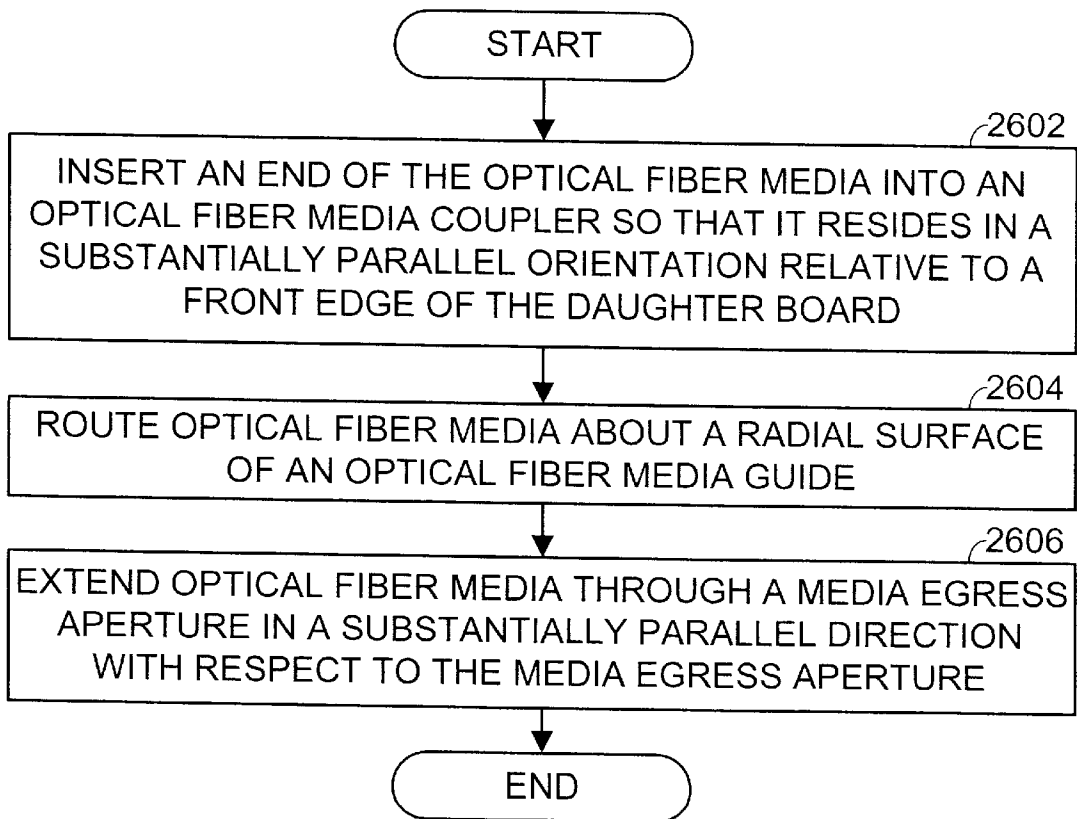 START
2602
INSERT AN END OF THE OPTICAL FIBER MEDIA INTO AN
OPTICAL FIBER MEDIA COUPLER SO THAT IT RESIDES IN A
SUBSTANTIALLY PARALLEL ORIENTATION RELATIVE TO A
FRONT EDGE OF THE DAUGHTER BOARD
2604
ROUTE OPTICAL FIBER MEDIA ABOUT A RADIAL SURFACE
OF AN OPTICAL FIBER MEDIA GUIDE
2606
EXTEND OPTICAL FIBER MEDIA THROUGH A MEDIA EGRESS
APERTURE IN A SUBSTANTIALLY PARALLEL DIRECTION
WITH RESPECT TO THE MEDIA EGRESS APERTURE
END